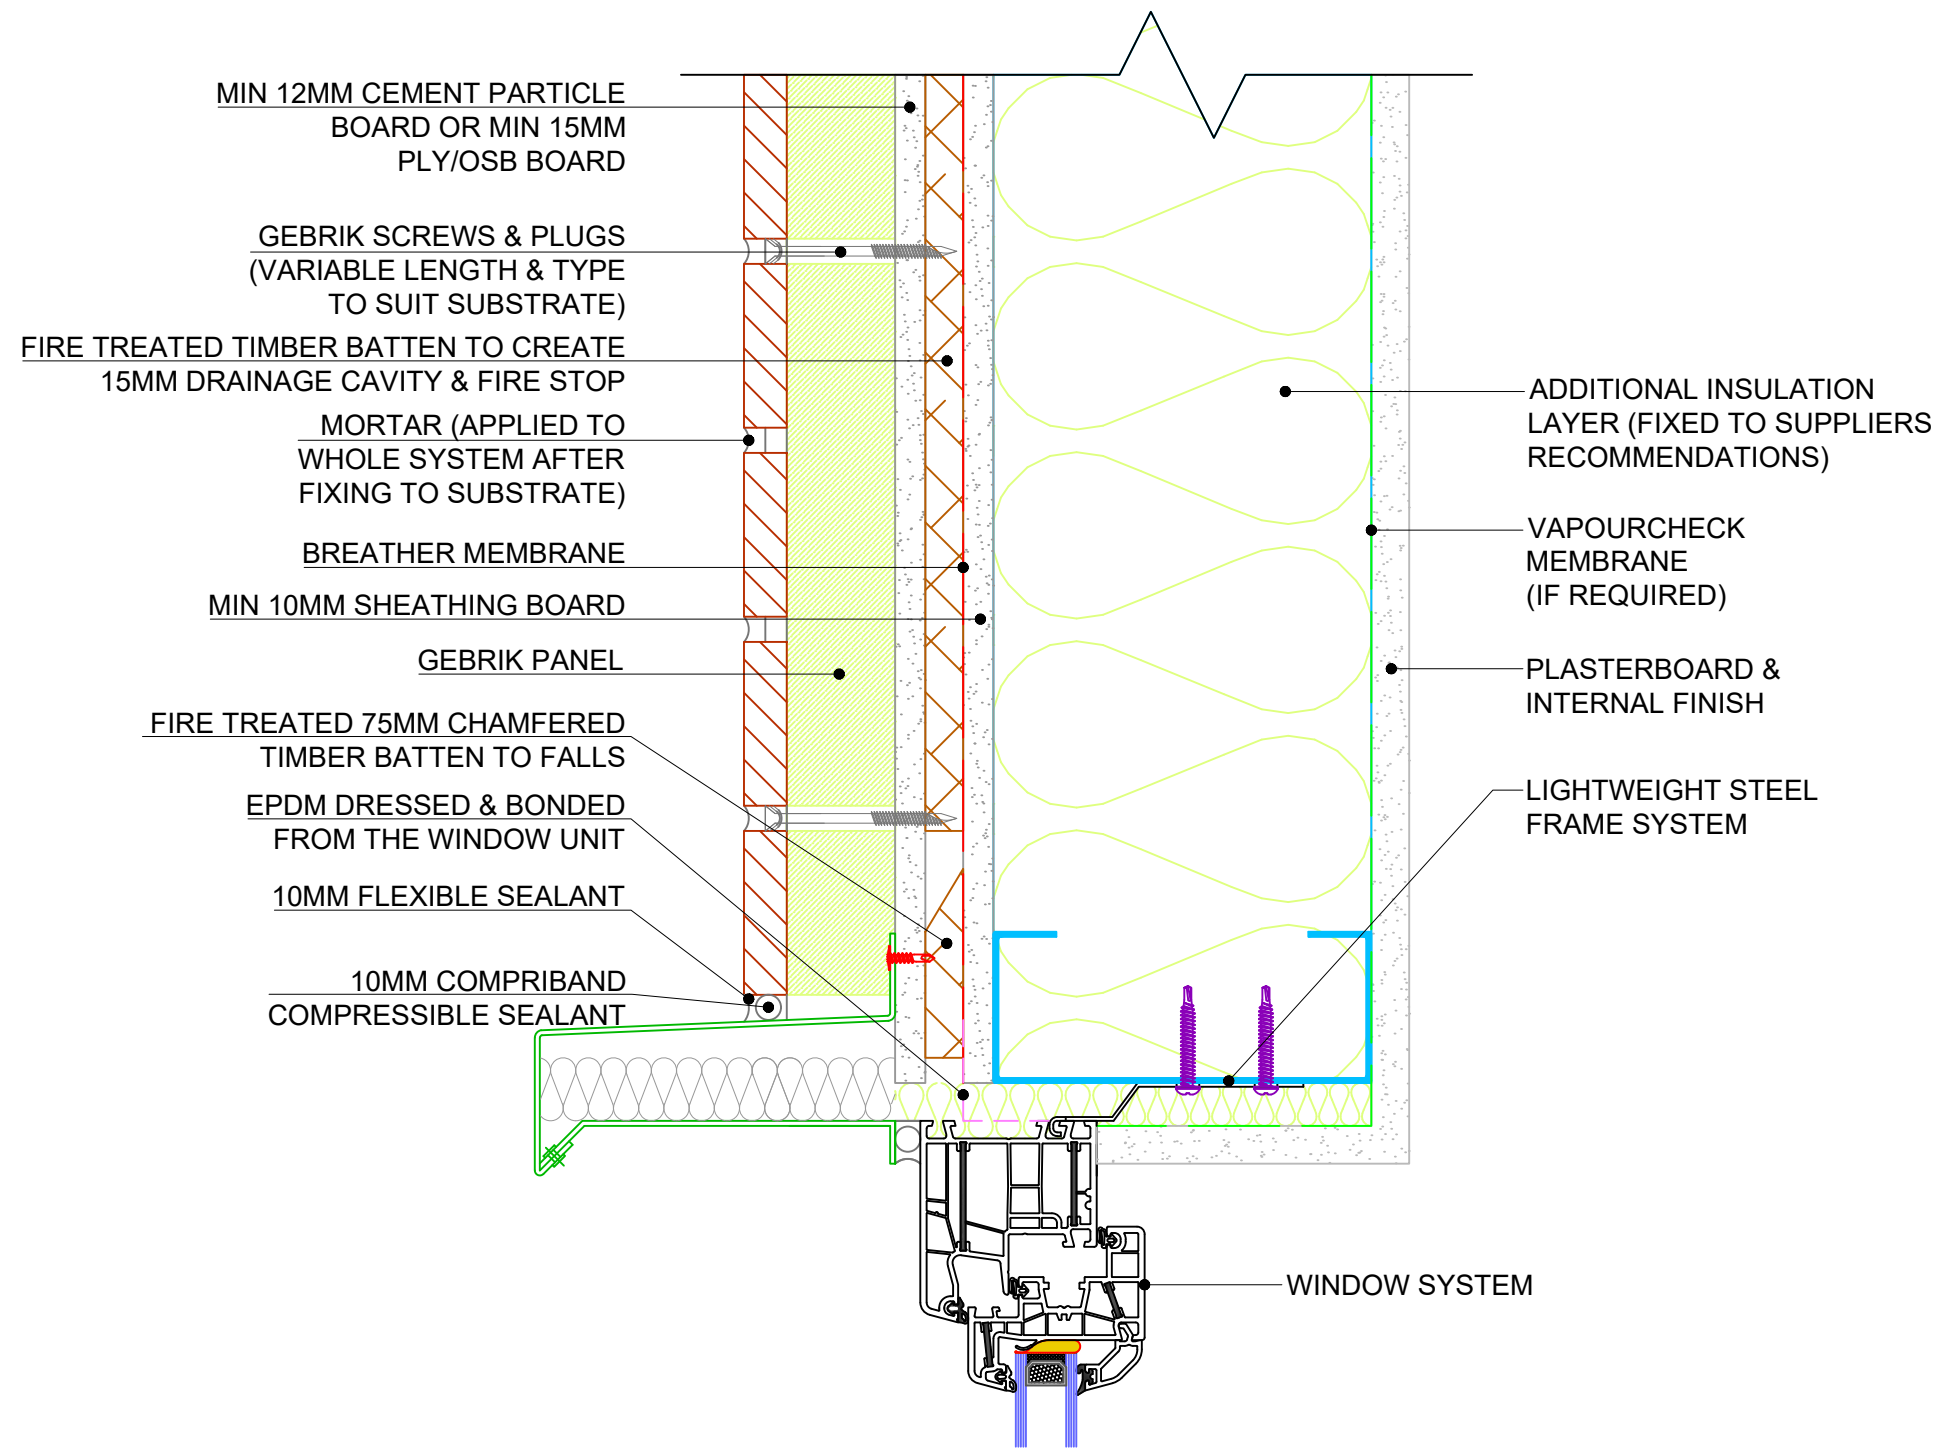 MIN 12MM CEMENT PARTICLE
BOARD OR MIN 15MM
PLY/OSB BOARD
GEBRIK SCREWS & PLUGS
(VARIABLE LENGTH & TYPE
TO SUIT SUBSTRATE)
FIRE TREATED TIMBER BATTEN TO CREATE
15MM DRAINAGE CAVITY & FIRE STOP
MORTAR (APPLIED TO
WHOLE SYSTEM AFTER
FIXING TO SUBSTRATE)
BREATHER MEMBRANE
MIN 10MM SHEATHING BOARD
GEBRIK PANEL
FIRE TREATED 75MM CHAMFERED
TIMBER BATTEN TO FALLS
EPDM DRESSED & BONDED
FROM THE WINDOW UNIT
10MM FLEXIBLE SEALANT
10MM COMPRIBAND
COMPRESSIBLE SEALANT
ADDITIONAL INSULATION
LAYER (FIXED TO SUPPLIERS
RECOMMENDATIONS)
VAPOURCHECK
MEMBRANE
(IF REQUIRED)
PLASTERBOARD &
INTERNAL FINISH
LIGHTWEIGHT STEEL
FRAME SYSTEM
WINDOW SYSTEM